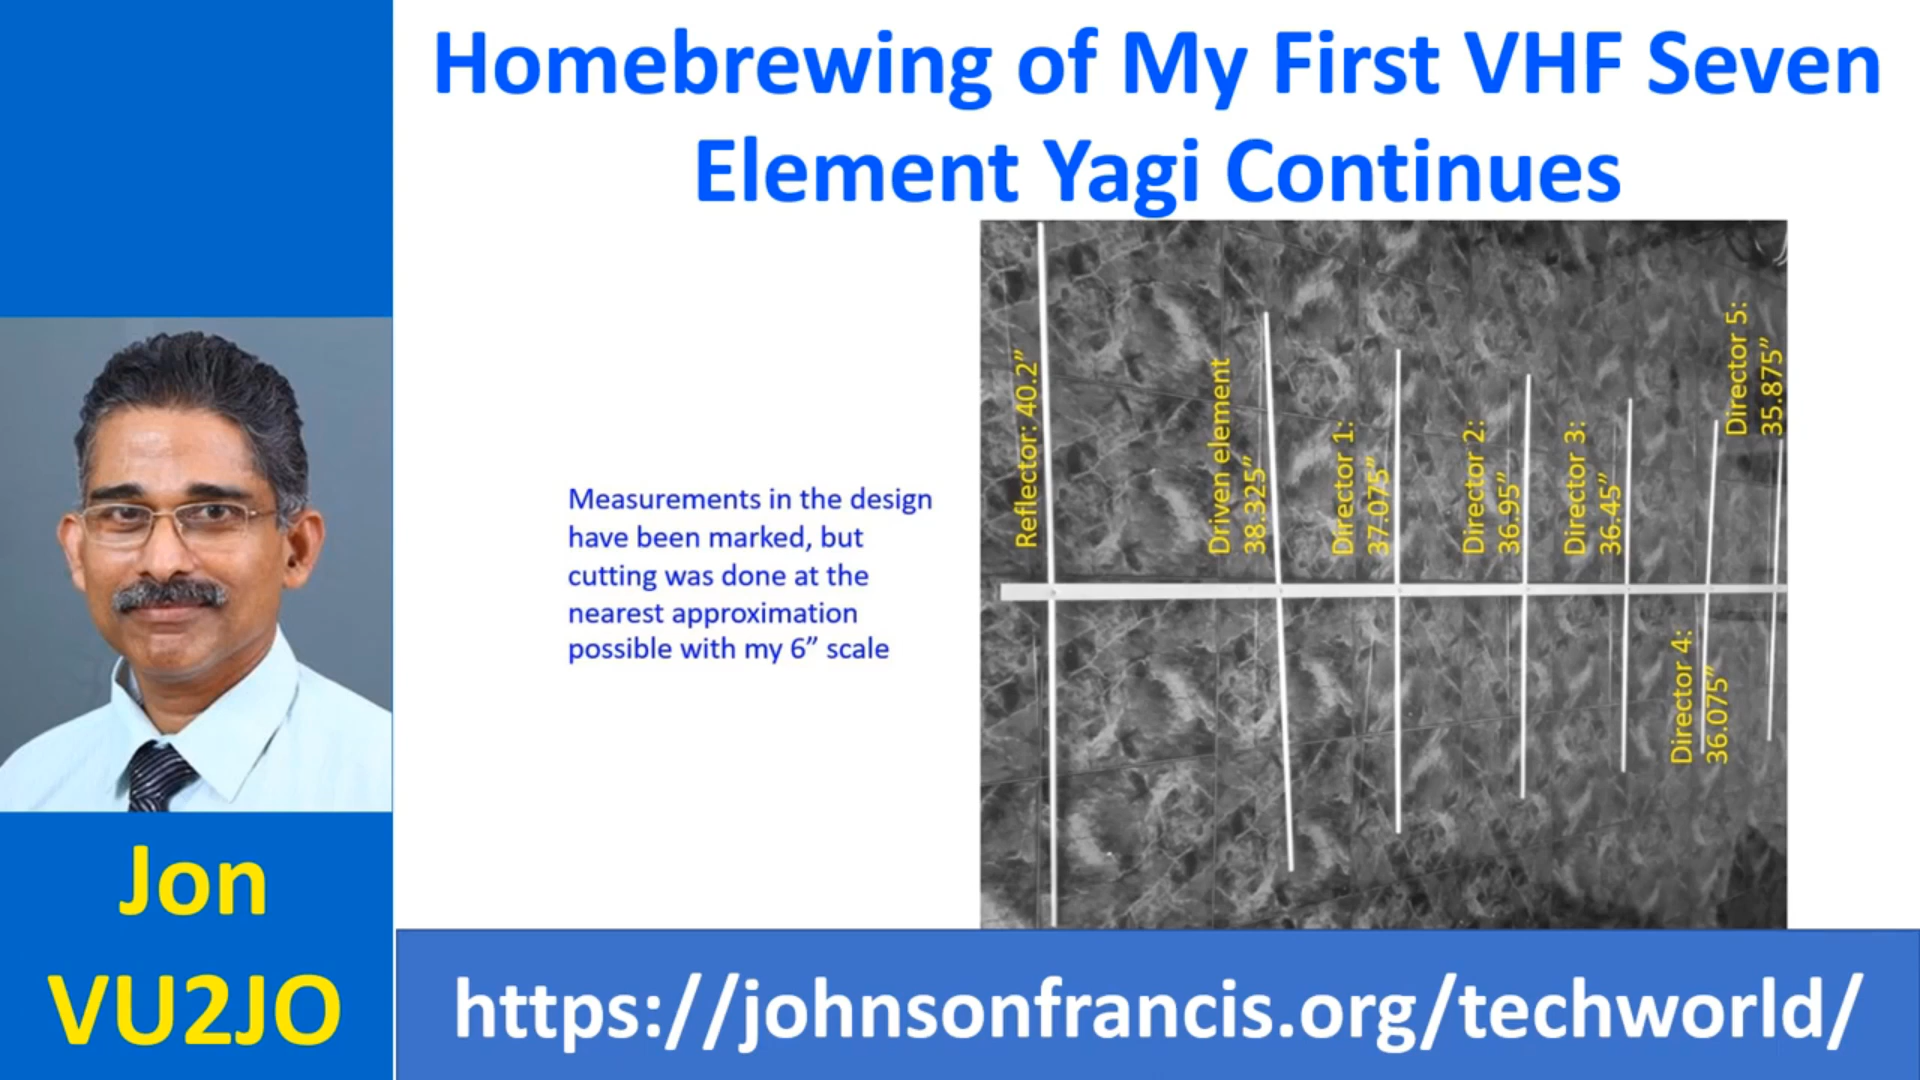 Homebrewing of My First VHF Seven
Element Yagi Continues
Measurements in the design
have been marked, but
cutting was done at the
nearest approximation
possible with my 6” scale
Reflector: 40.2”
Driven element
38.325”
Director 1:
37.075”
Director 2:
36.95”
Director 3:
36.45”
Director 4:
36.075”
Director 5:
35.875”
Jon
VU2JO
https://johnsonfrancis.org/techworld/